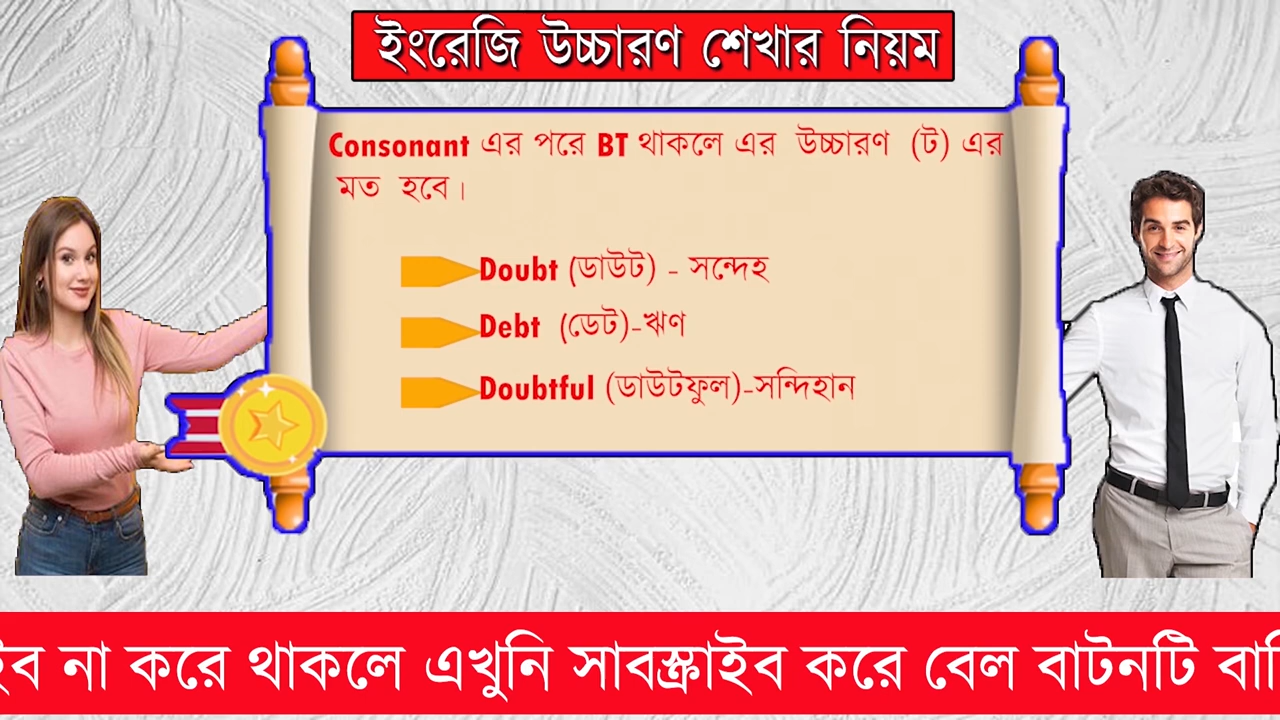 ইংরেজি উচ্চারণ শেখার নিয়ম
Consonant এর পরে BT থাকলে এর উচ্চারণ (ট) এর
মত হবে।
Doubt (ডাউট) - সন্দেহ
Debt (ডেট)-ঋণ
Doubtful (ডাউটফুল)-সন্দিহান
না করে থাকলে এখুনি সাবস্ক্রাইব করে বেল বাটনটি